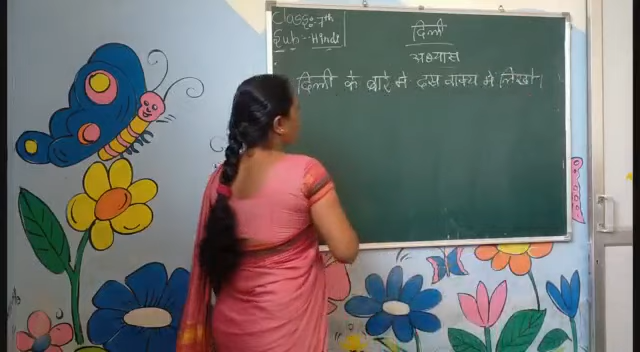 Class:- 7th
Sub:- Hindi
दिल्ली
अभ्यास
दिल्ली के बारे में दस वाक्य में लिखो।